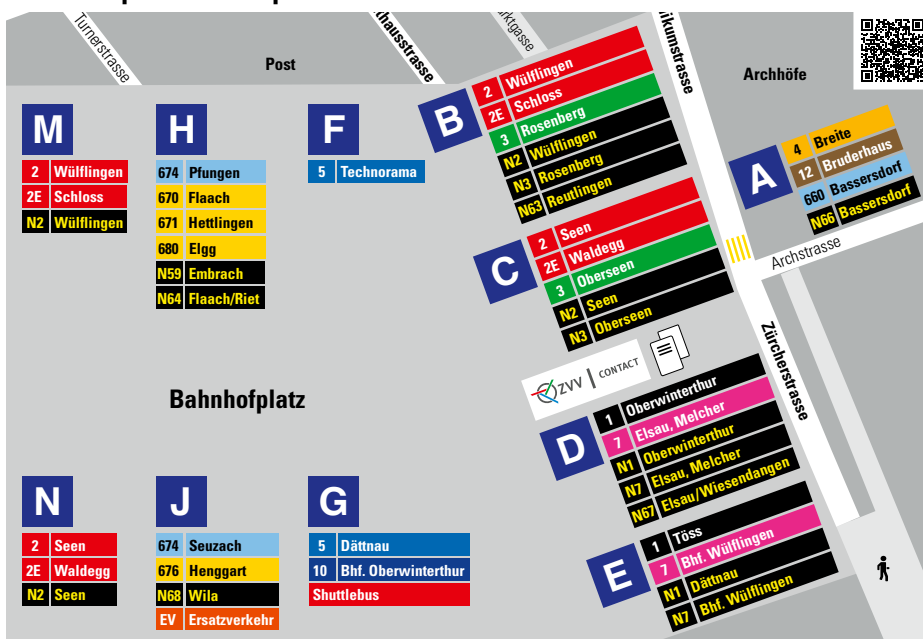 Turnerstrasse
thausstrasse
rktgasse
ikumstrasse
Post
Archhöfe
M
2 Wülflingen
2E Schloss
N2 Wülflingen
H
674 Pfungen
670 Flaach
671 Hettlingen
680 Elgg
N59 Embrach
N64 Flaach/Riet
F
5 Technorama
B
2 Wülflingen
2E Schloss
3 Rosenberg
N2 Wülflingen
N3 Rosenberg
N63 Reutlingen
A
4 Breite
12 Bruderhaus
660 Bassersdorf
N66 Bassersdorf
Archstrasse
C
2 Seen
2E Waldegg
3 Oberseen
N2 Seen
N3 Oberseen
Zürcherstrasse
ZVV | CONTACT
Bahnhofplatz
D
1 Oberwinterthur
7 Elsau, Melcher
N1 Oberwinterthur
N7 Elsau, Melcher
N67 Elsau/Wiesendangen
N
2 Seen
2E Waldegg
N2 Seen
J
674 Seuzach
676 Henggart
N68 Wila
EV Ersatzverkehr
G
5 Dättnau
10 Bhf. Oberwinterthur
Shuttlebus
E
1 Töss
7 Bhf. Wülflingen
N1 Dättnau
N7 Bhf. Wülflingen